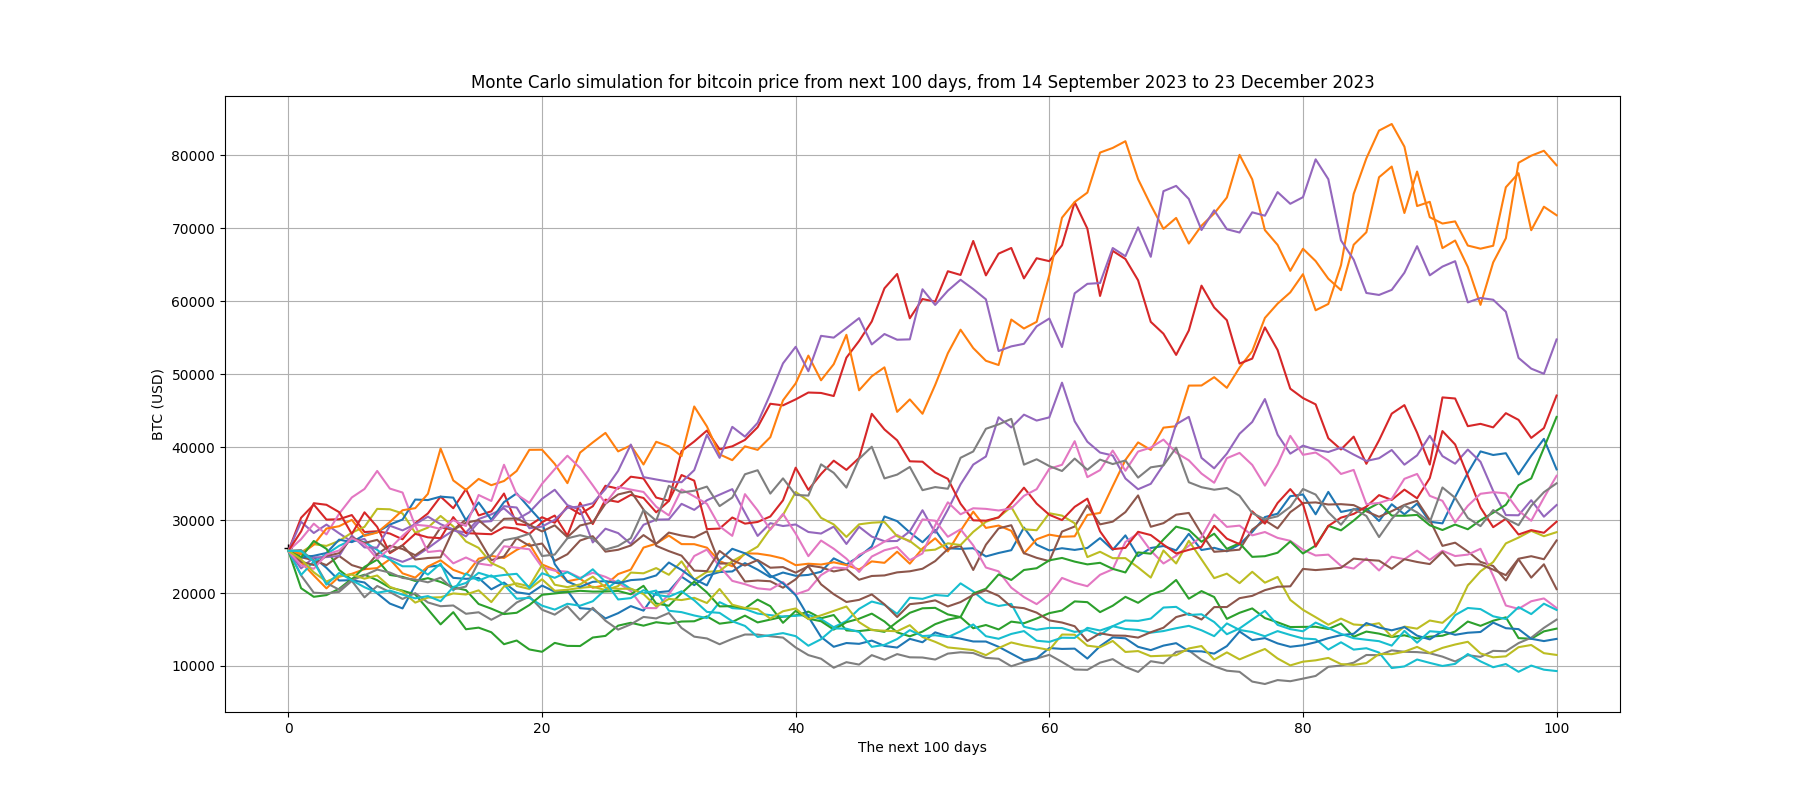 Monte Carlo simulation for bitcoin price from next 100 days, from 14 September 2023 to 23 December 2023
80000
70000
60000
50000
40000
30000
20000
10000
BTC (USD)
0 20 40 60 80 100
The next 100 days